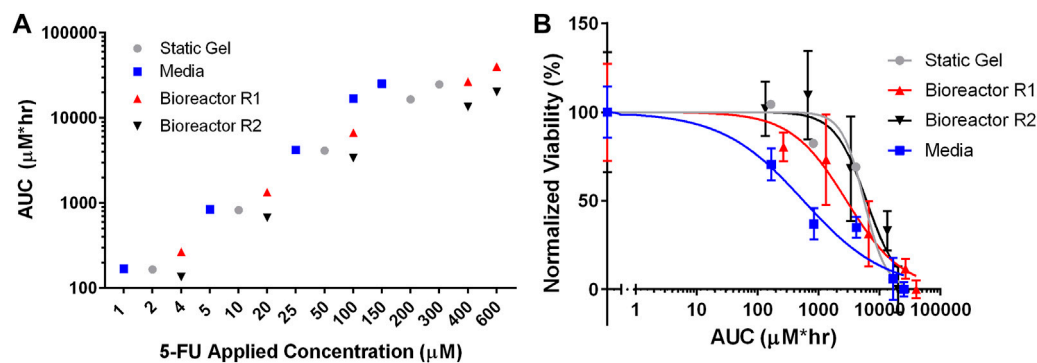 A
AUC (μM*hr)
100000
10000
1000
100
Static Gel
Media
Bioreactor R1
Bioreactor R2
1 2 4 5 10 20 25 50 100 150 200 300 400 600
5-FU Applied Concentration (μM)
B
Normalized Viability (%)
150
100
50
0
Static Gel
Bioreactor R1
Bioreactor R2
Media
1 10 100 1000 10000 100000
AUC (μM*hr)